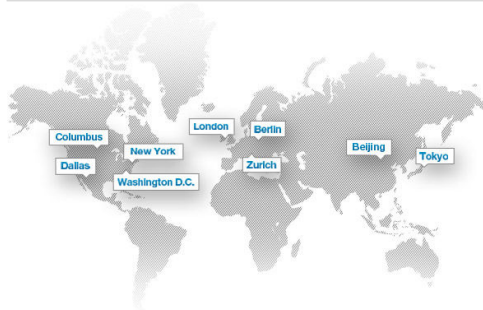 London
Berlin
Columbus
New York
Beijing
Tokyo
Dallas
Zurich
Washington D.C.